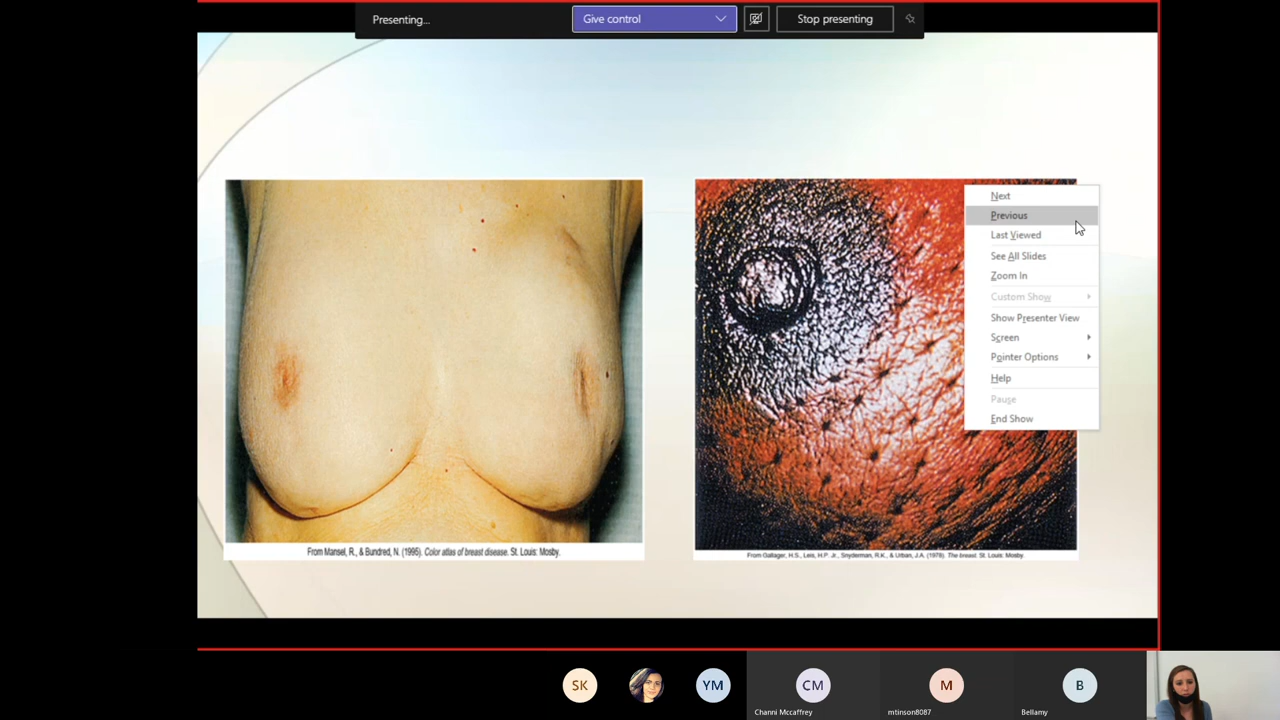 Presenting...
Give control
Stop presenting
Next
Previous
Last Viewed
See All Slides
Zoom In
Custom Show
Show Presenter View
Screen
Pointer Options
Help
Pause
End Show
From Mansel, R., & Bundred, N. (1995). Color atlas of breast disease. St. Louis: Mosby.
From Gallager, H.S., Leis, H.P. Jr., Snyderman, R.K., & Urban, J.A. (1978). The breast. St. Louis: Mosby.
SK
YM
CM
M
B
Channi Mccaffrey
mtinson8087
Bellamy